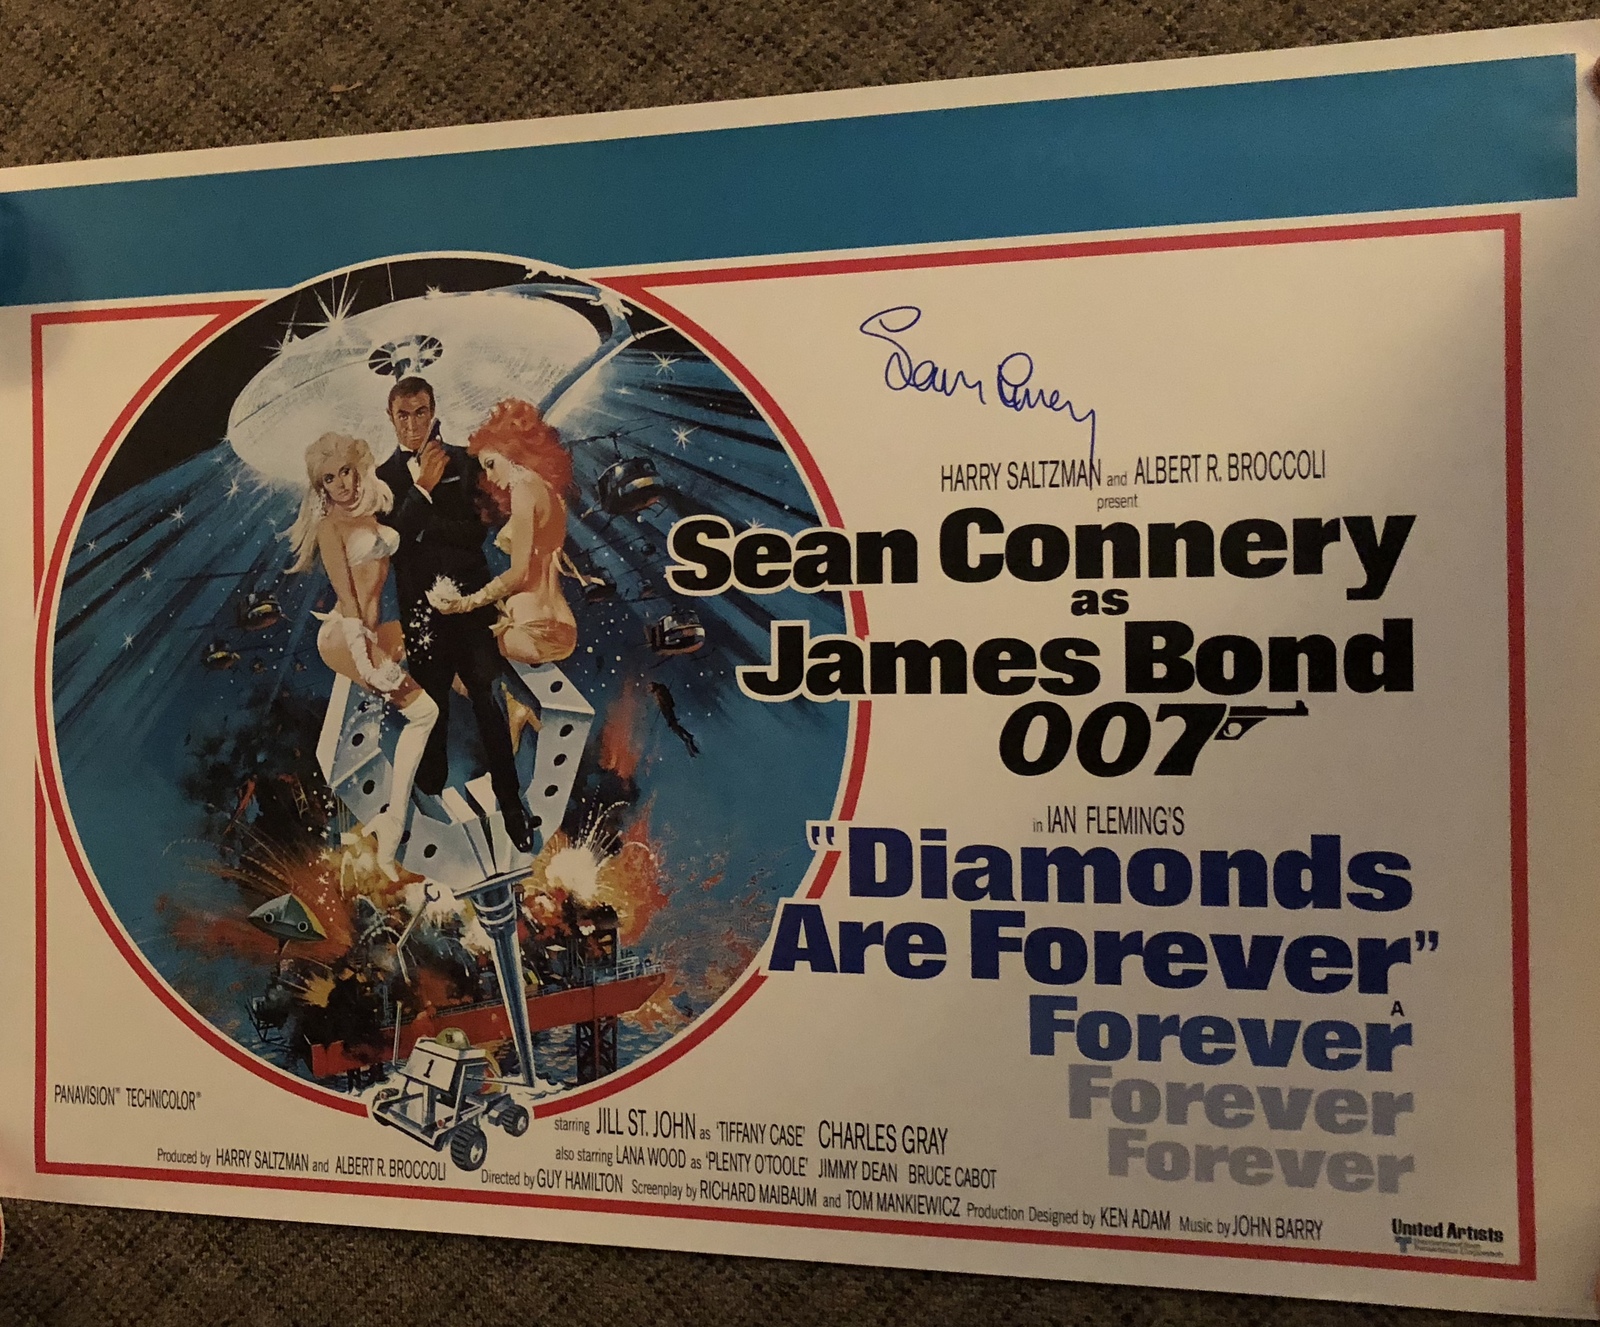 Sean Connery
HARRY SALTZMAN and ALBERT R. BROCCOLI
present
Sean Connery
as
James Bond
007
in IAN FLEMING'S
"Diamonds
Are Forever"
A
Forever
Forever
Forever
1
PANAVISION® TECHNICOLOR®
starring JILL ST. JOHN as 'TIFFANY CASE' CHARLES GRAY
also starring LANA WOOD as 'PLENTY O'TOOLE' JIMMY DEAN BRUCE CABOT
Produced by HARRY SALTZMAN and ALBERT R. BROCCOLI Directed by GUY HAMILTON Screenplay by RICHARD MAIBAUM and TOM MANKIEWICZ Production Designed by KEN ADAM Music by JOHN BARRY
United Artists